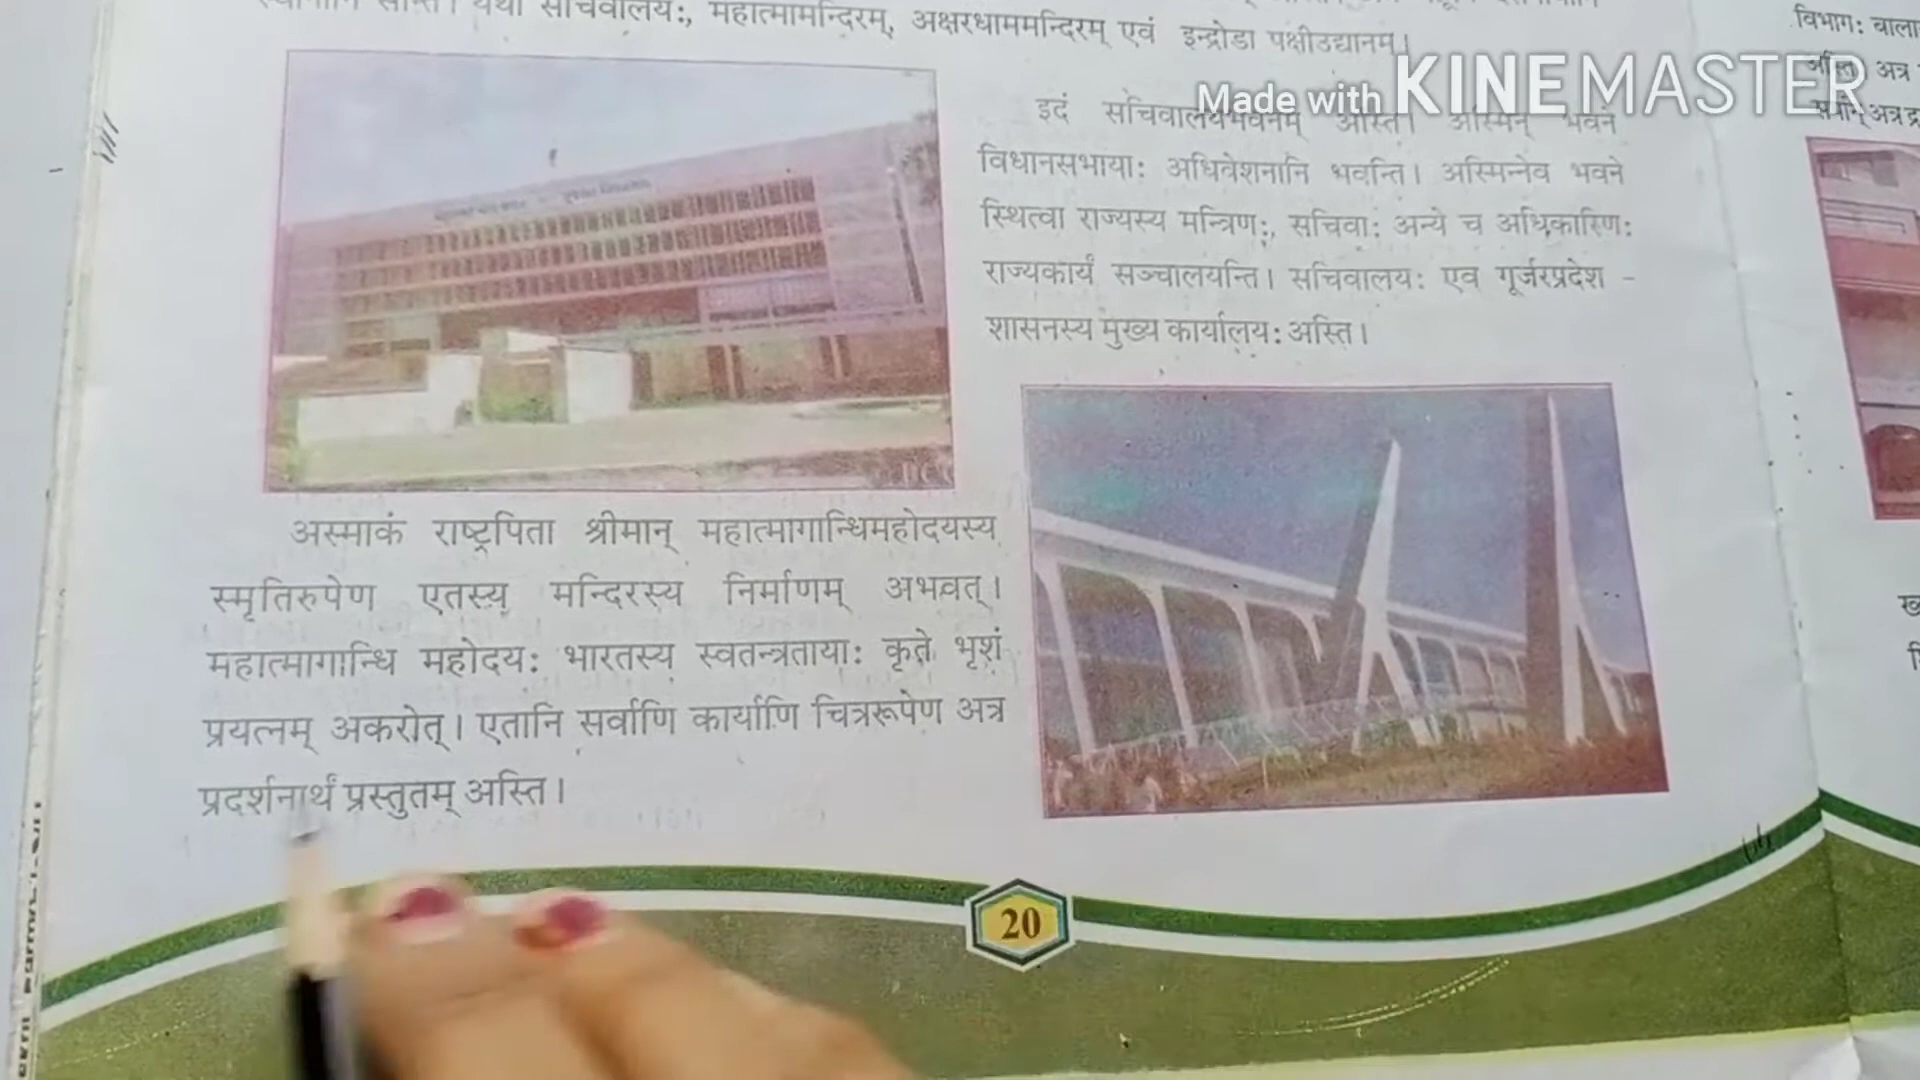 सचिवालयः, महात्मामन्दिरम्, अक्षरधाममन्दिरम् एवं इन्द्रोडा पक्षीउद्यानम्।
Made with KINEMASTER
इदं सचिवालयभवनम् अस्ति। अस्मिन् भवने
विधानसभायाः अधिवेशनानि भवन्ति। अस्मिन्नेव भवने
स्थित्वा राज्यस्य मन्त्रिणः, सचिवाः अन्ये च अधिकारिणः
राज्यकार्यं सञ्चालयन्ति। सचिवालयः एव गूर्जरप्रदेश -
शासनस्य मुख्य कार्यालयः अस्ति।
अस्माकं राष्ट्रपिता श्रीमान् महात्मागान्धिमहोदयस्य
स्मृतिरुपेण एतस्य मन्दिरस्य निर्माणम् अभवत्।
महात्मागान्धि महोदयः भारतस्य स्वतन्त्रतायाः कृते भृशं
प्रयत्नम् अकरोत्। एतानि सर्वाणि कार्याणि चित्ररूपेण अत्र
प्रदर्शनार्थं प्रस्तुतम् अस्ति।
20
विभागः
अत्र